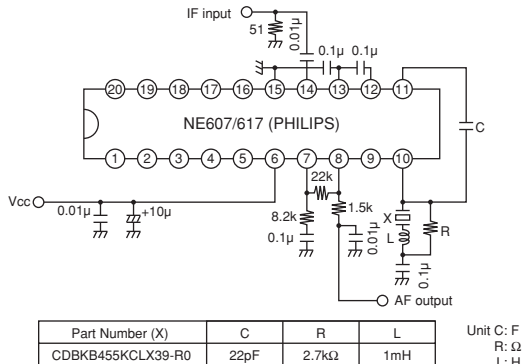 IF input
51
0.01μ
0.1μ 0.1μ
20 19 18 17 16 15 14 13 12 11
NE607/617 (PHILIPS)
C
1 2 3 4 5 6 7 8 9 10
22k
Vcc
0.01μ
+10μ
8.2k
1.5k
X
R
L
0.1μ
0.01μ
0.1μ
AF output
Part Number (X) C R L
CDBKB455KCLX39-R0 22pF 2.7kΩ 1mH
Unit C: F
R: Ω
L: H